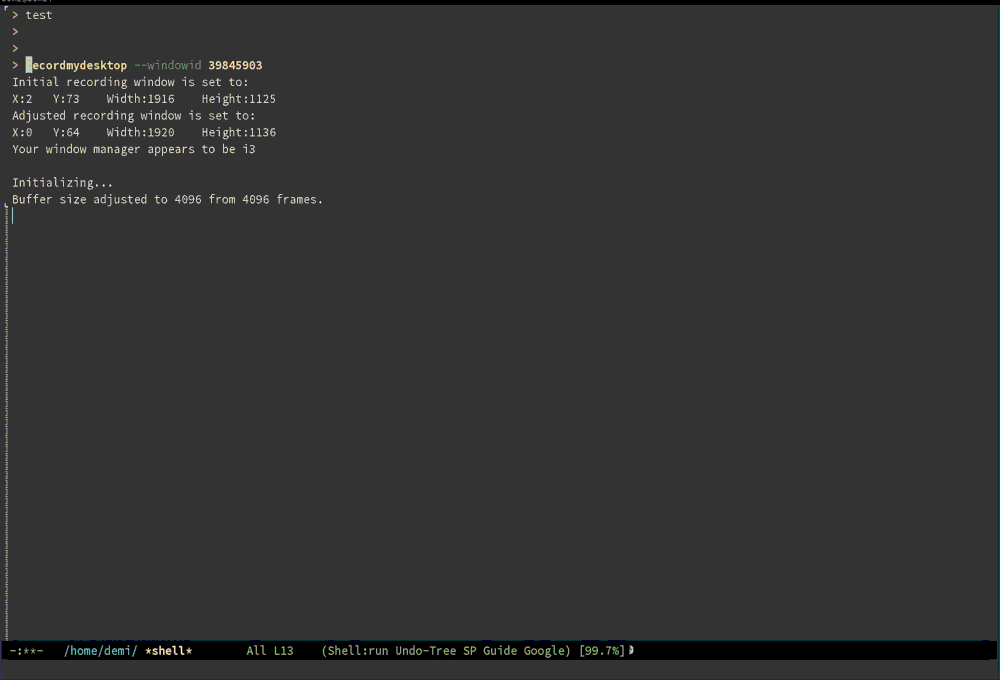 > test
>
>
> recordmydesktop --windowid 39845903
Initial recording window is set to:
X:2 Y:73 Width:1916 Height:1125
Adjusted recording window is set to:
X:0 Y:64 Width:1920 Height:1136
Your window manager appears to be i3
Initializing...
Buffer size adjusted to 4096 from 4096 frames.
-:**- /home/demi/ *shell* All L13 (Shell:run Undo-Tree SP Guide Google) [99.7%]